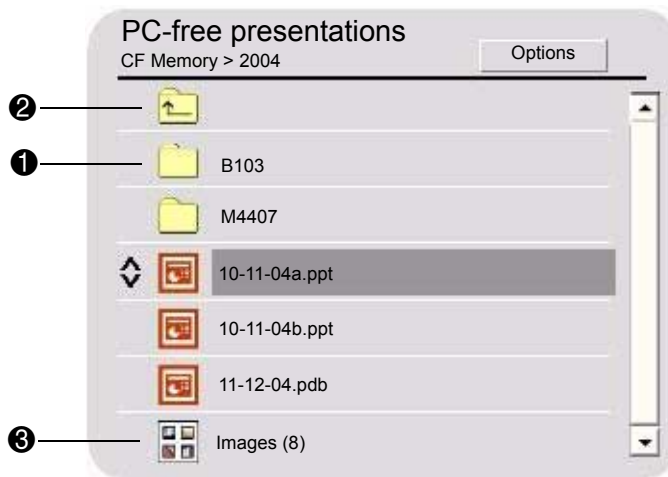 PC-free presentations
CF Memory > 2004
Options
❷
❶ B103
M4407
10-11-04a.ppt
10-11-04b.ppt
11-12-04.pdb
❸ Images (8)